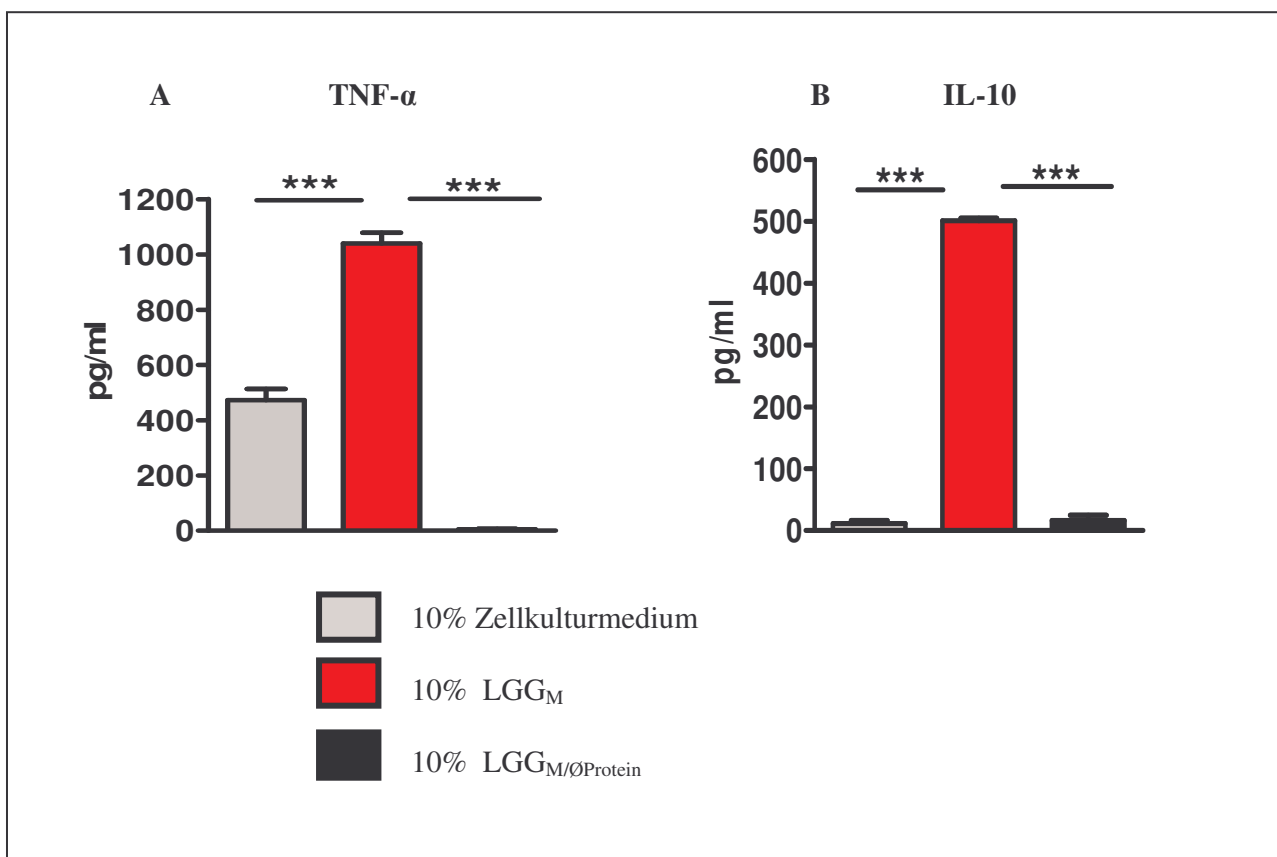 A TNF-α
B IL-10
*** ***
1200
1000
800
600
400
200
0
pg/ml
*** ***
600
500
400
300
200
100
0
pg/ml
10% Zellkulturmedium
10% LGG_M
10% LGG_M/ØProtein